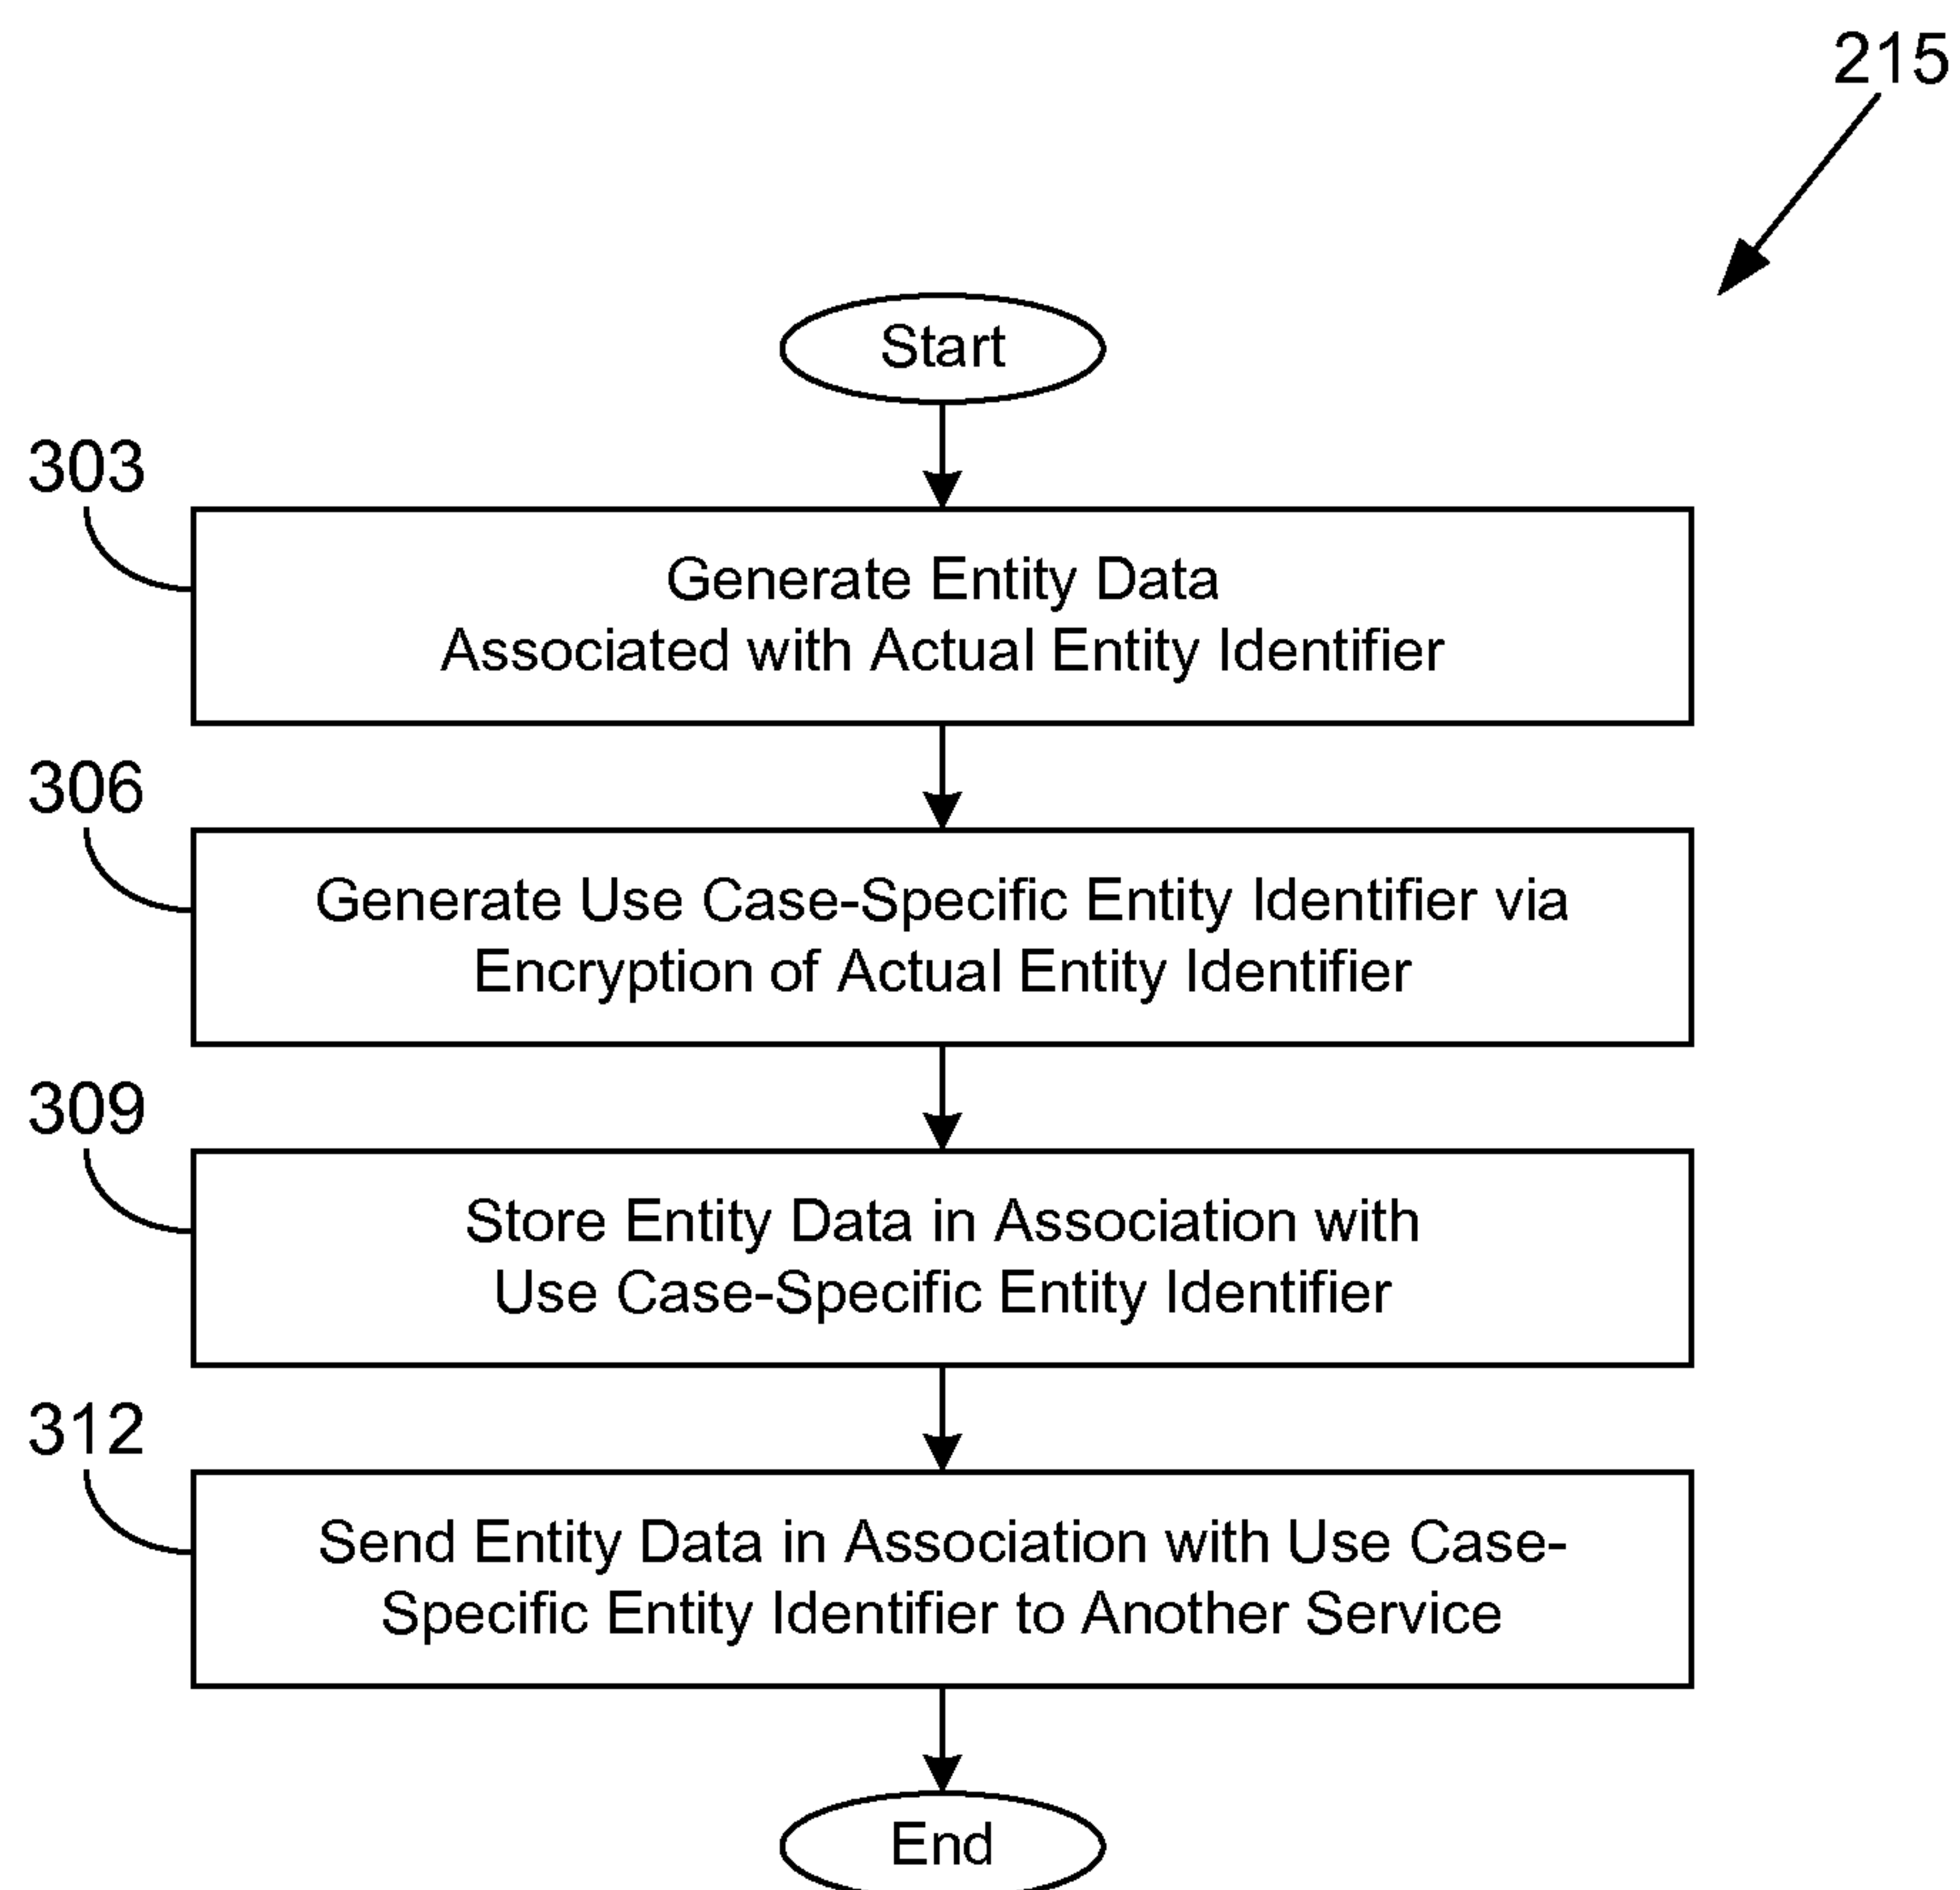 215
Start
303
Generate Entity Data
Associated with Actual Entity Identifier
306
Generate Use Case-Specific Entity Identifier via
Encryption of Actual Entity Identifier
309
Store Entity Data in Association with
Use Case-Specific Entity Identifier
312
Send Entity Data in Association with Use Case-
Specific Entity Identifier to Another Service
End